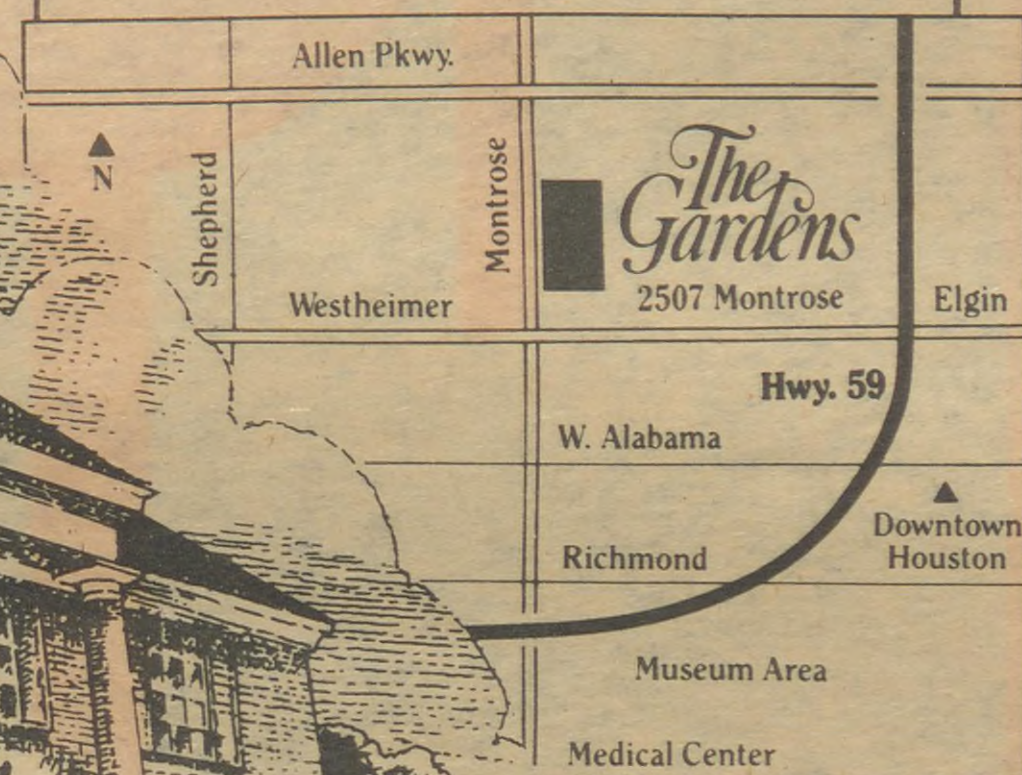 Allen Pkwy.
N
Shepherd
Montrose
The
Gardens
2507 Montrose
Westheimer
Elgin
Hwy. 59
W. Alabama
Downtown
Houston
Richmond
Museum Area
Medical Center